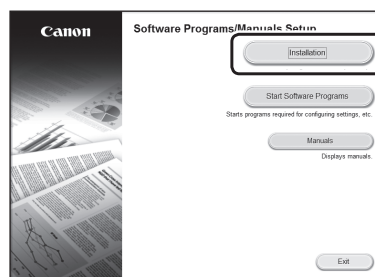 Canon
Software Programs/Manuals Setup
Installation
Start Software Programs
Starts programs required for configuring settings, etc.
Manuals
Displays manuals.
Exit